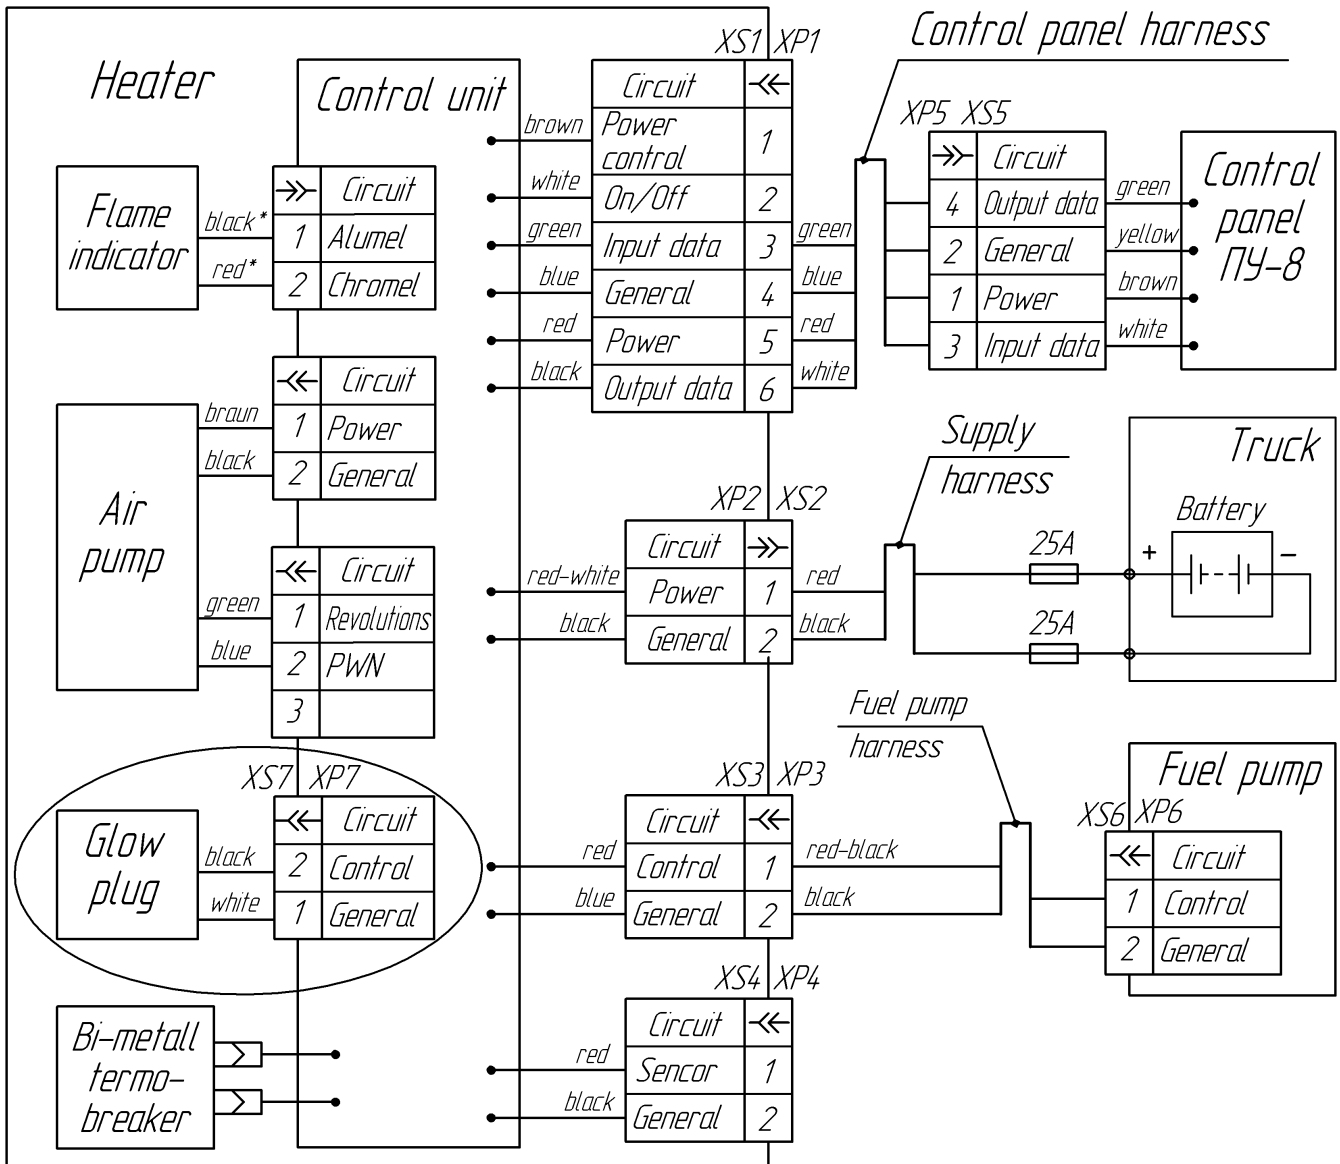 Heater
Control unit
Flame
indicator
black*
red*
Circuit
1 Alumel
2 Chromel
Air
pump
braun
black
Circuit
1 Power
2 General
green
blue
Circuit
1 Revolutions
2 PWN
3
XS7 XP7
Glow
plug
black
white
Circuit
2 Control
1 General
Bi-metall
termo-
breaker
XS1 XP1
Circuit
brown Power control 1
white On/Off 2
green Input data 3 green
blue General 4 blue
red Power 5 red
black Output data 6 white
Control panel harness
XP5 XS5
Circuit
4 Output data green
2 General yellow
1 Power brown
3 Input data white
Control
panel
ПУ-8
XP2 XS2
Circuit
red-white Power 1 red
black General 2 black
Supply
harness
25A
25A
Truck
Battery
+ −
XS3 XP3
Circuit
red Control 1 red-black
blue General 2 black
Fuel pump
harness
Fuel pump
XS6 XP6
Circuit
1 Control
2 General
XS4 XP4
Circuit
red Sencor 1
black General 2